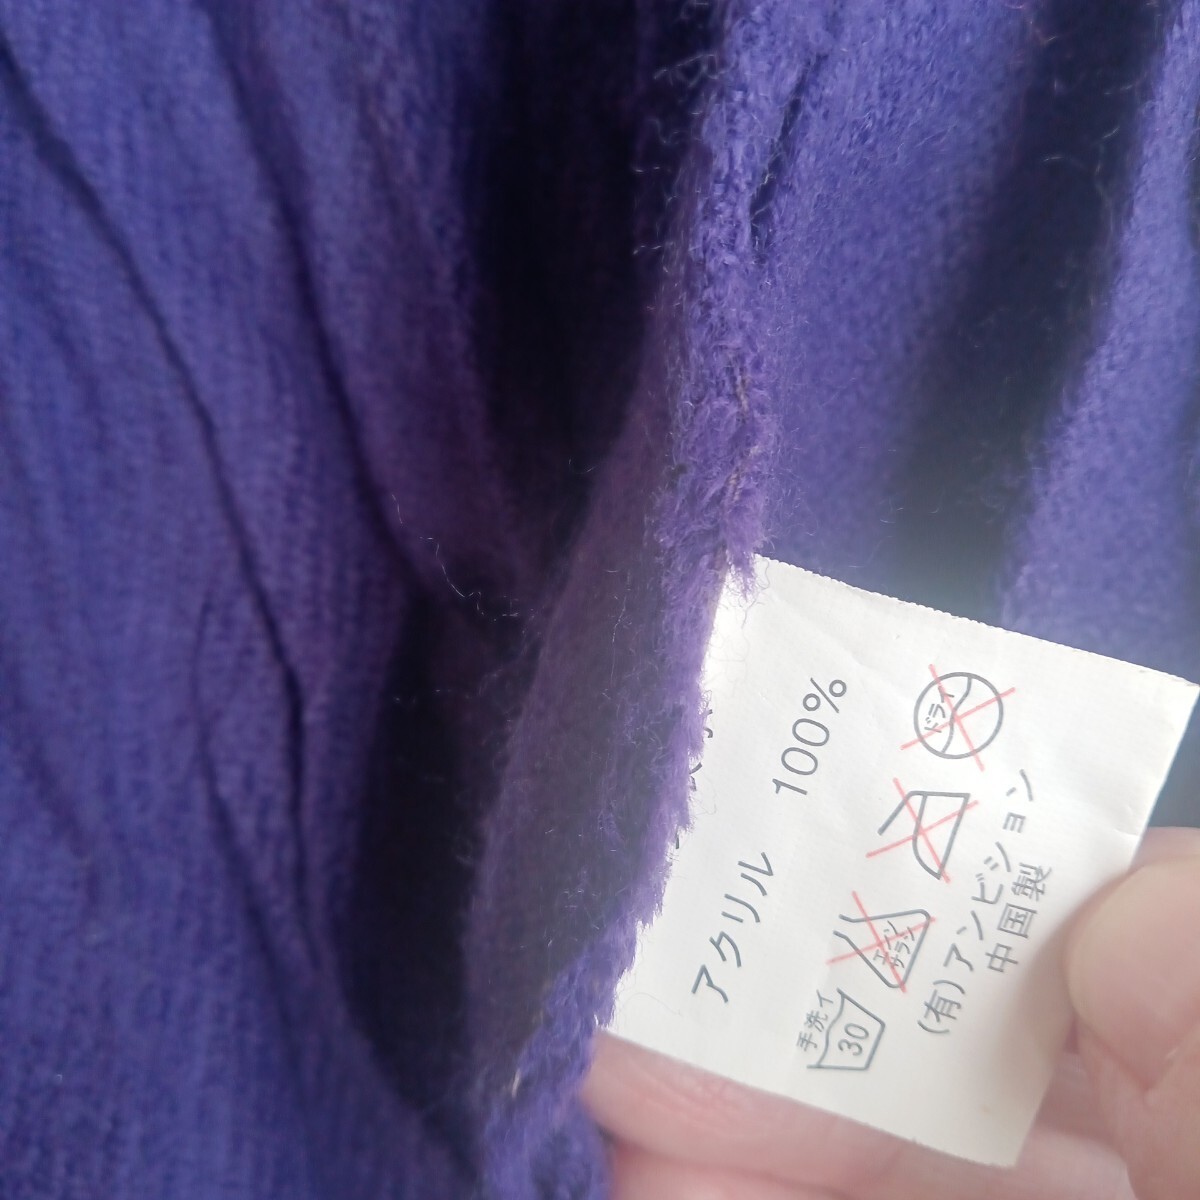 アクリル 100%
手洗イ
30
エンソ
サラシ
ドライ
(有)アンビション
中国製